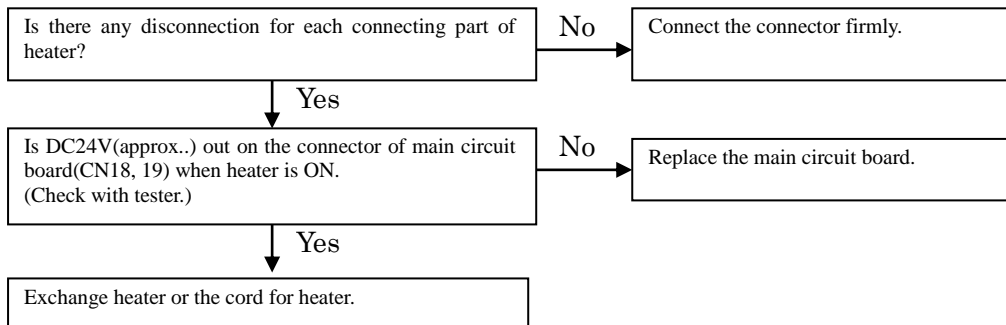 Is there any disconnection for each connecting part of
heater?
No
Connect the connector firmly.
Yes
Is DC24V(approx..) out on the connector of main circuit
board(CN18, 19) when heater is ON.
(Check with tester.)
No
Replace the main circuit board.
Yes
Exchange heater or the cord for heater.